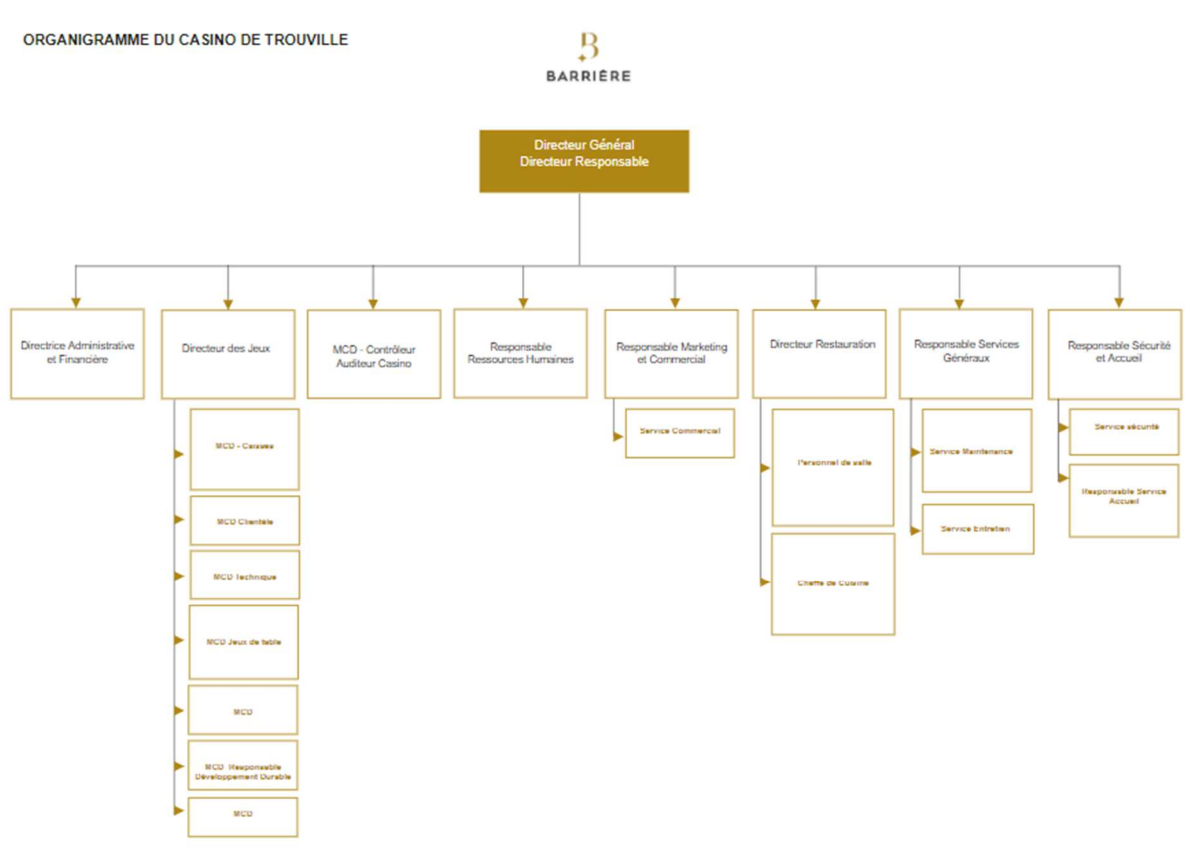 ORGANIGRAMME DU CASINO DE TROUVILLE
B
BARRIÈRE
Directeur Général
Directeur Responsable
Directrice Administrative
et Financière
Directeur des Jeux
MCD - Contrôleur
Auditeur Casino
Responsable
Ressources Humaines
Responsable Marketing
et Commercial
Directeur Restauration
Responsable Services
Généraux
Responsable Sécurité
et Accueil
MCD - Caisses
MCD Clientèle
MCD Technique
MCD Jeux de table
MCD
MCD Responsable
Développement Durable
MCD
Service Commercial
Personnel de salle
Cheffe de Cuisine
Service Maintenance
Service Entretien
Service sécurité
Responsable Service
Accueil